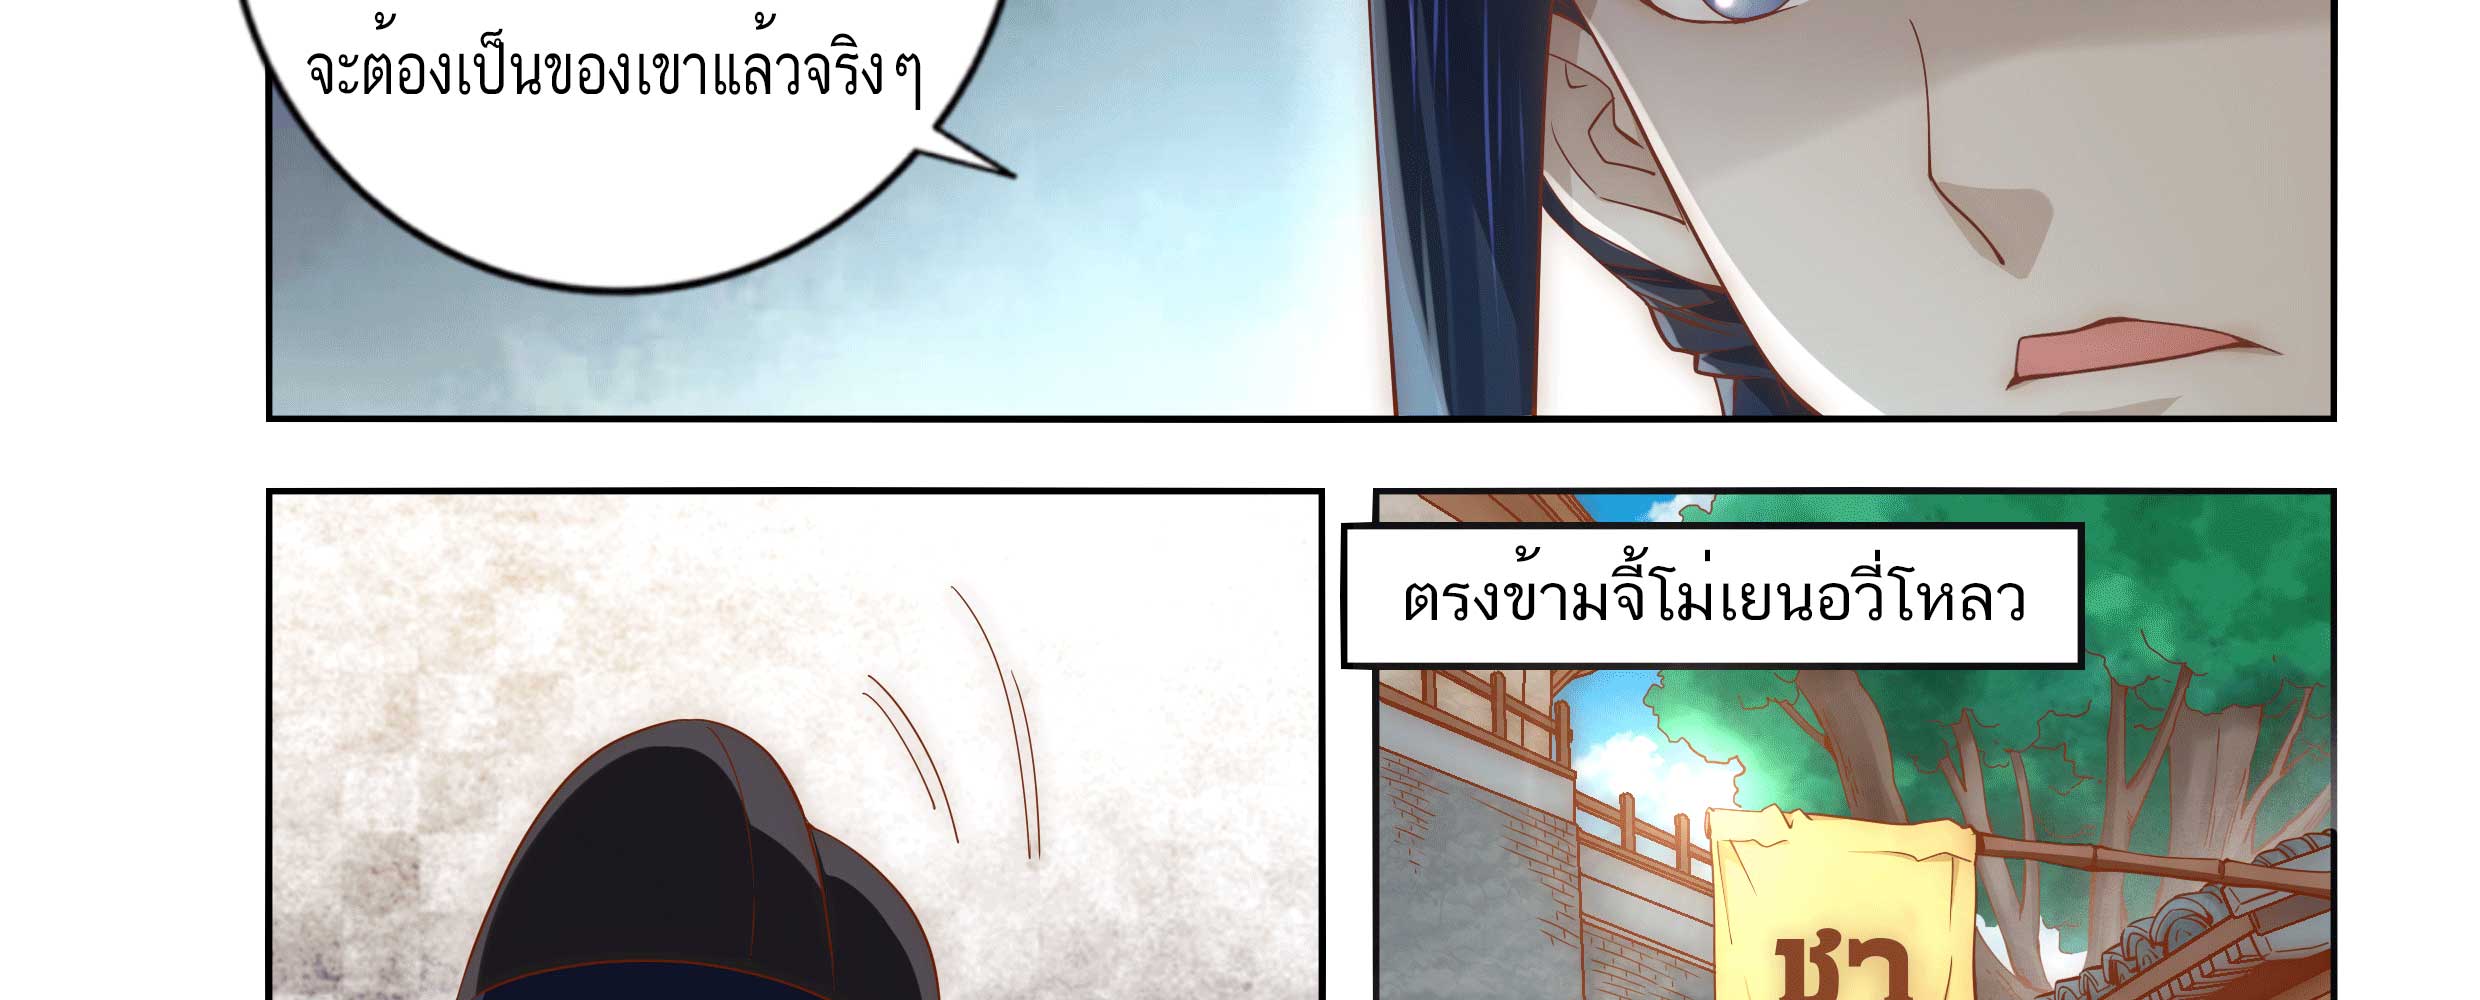 จะต้องเป็นของเขาแล้วจริงๆ
ตรงข้ามจี้โม่เยนอวี่โหลว
ชา